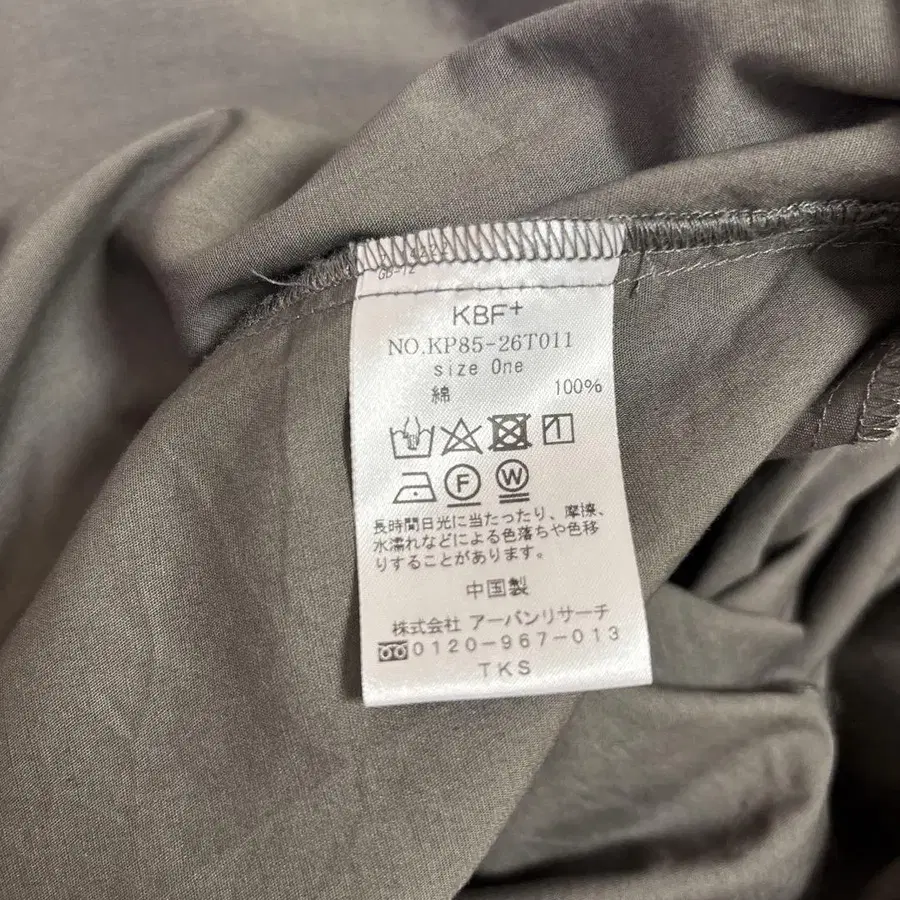 GB-12
KBF+
NO.KP85-26T011
size One
綿 100%
F W
長時間日光に当たったり、摩擦、
水濡れなどによる色落ちや色移
りすることがあります。
中国製
株式会社 アーバンリサーチ
0120-967-013
TKS